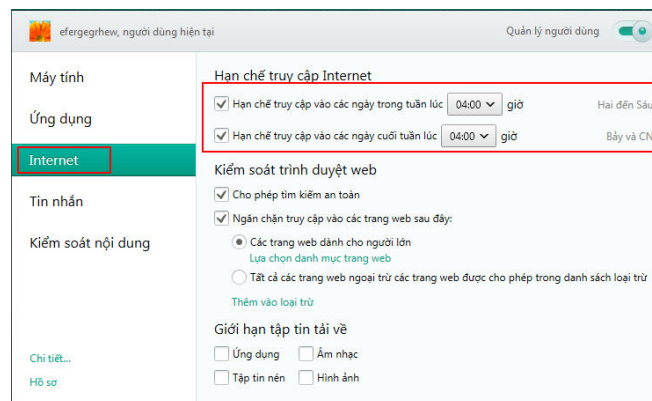 efergegrhew, người dùng hiện tại
Quản lý người dùng
Máy tính
Ứng dụng
Internet
Tin nhắn
Kiểm soát nội dung
Chi tiết...
Hồ sơ
Hạn chế truy cập Internet
Hạn chế truy cập vào các ngày trong tuần lúc 04:00 giờ Hai đến Sáu
Hạn chế truy cập vào các ngày cuối tuần lúc 04:00 giờ Bảy và CN
Kiểm soát trình duyệt web
Cho phép tìm kiếm an toàn
Ngăn chặn truy cập vào các trang web sau đây:
Các trang web dành cho người lớn
Lựa chọn danh mục trang web
Tất cả các trang web ngoại trừ các trang web được cho phép trong danh sách loại trừ
Thêm vào loại trừ
Giới hạn tập tin tải về
Ứng dụng Âm nhạc
Tập tin nén Hình ảnh